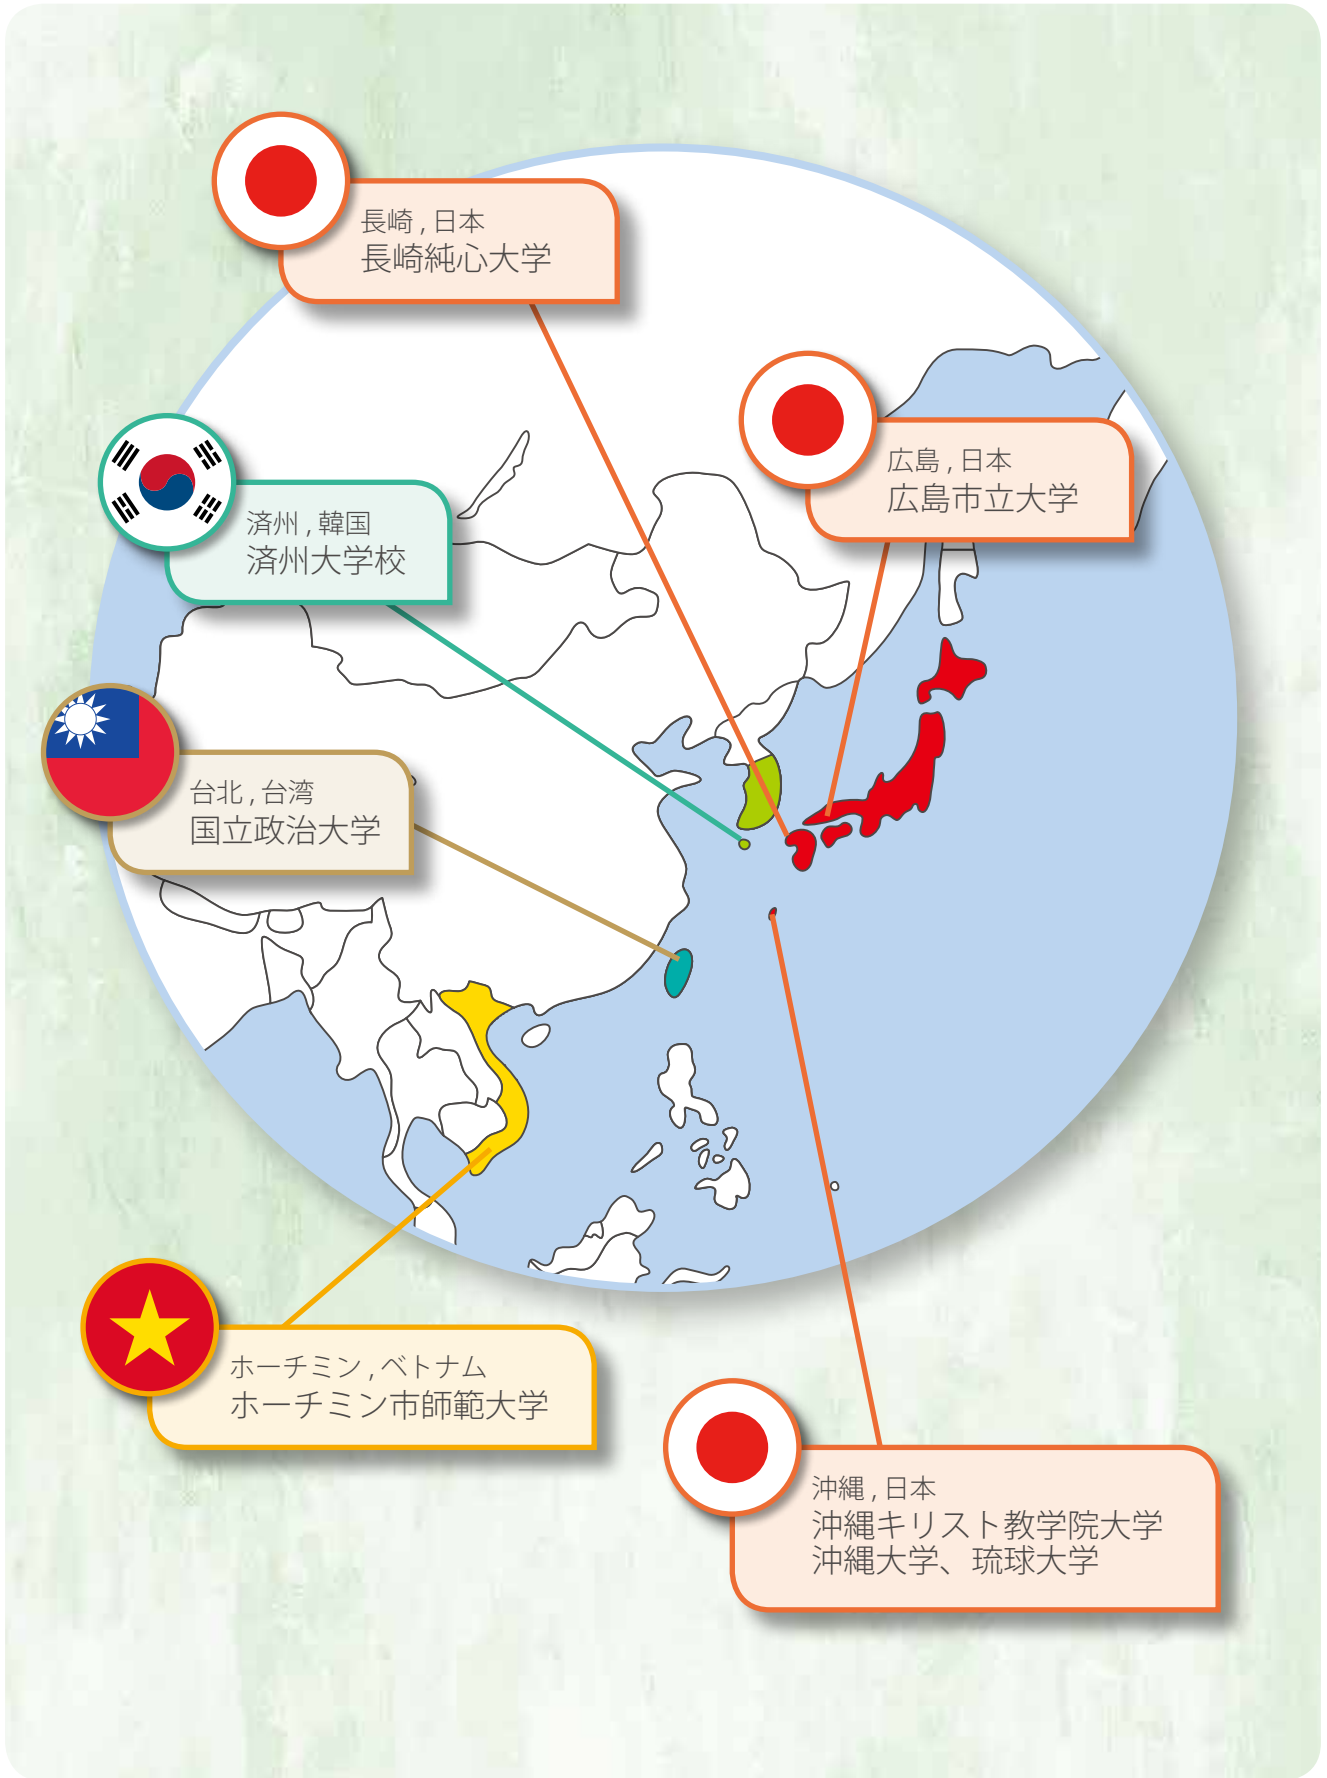 長崎 , 日本
長崎純心大学
広島 , 日本
広島市立大学
済州 , 韓国
済州大学校
台北 , 台湾
国立政治大学
ホーチミン , ベトナム
ホーチミン市師範大学
沖縄 , 日本
沖縄キリスト教学院大学
沖縄大学、琉球大学